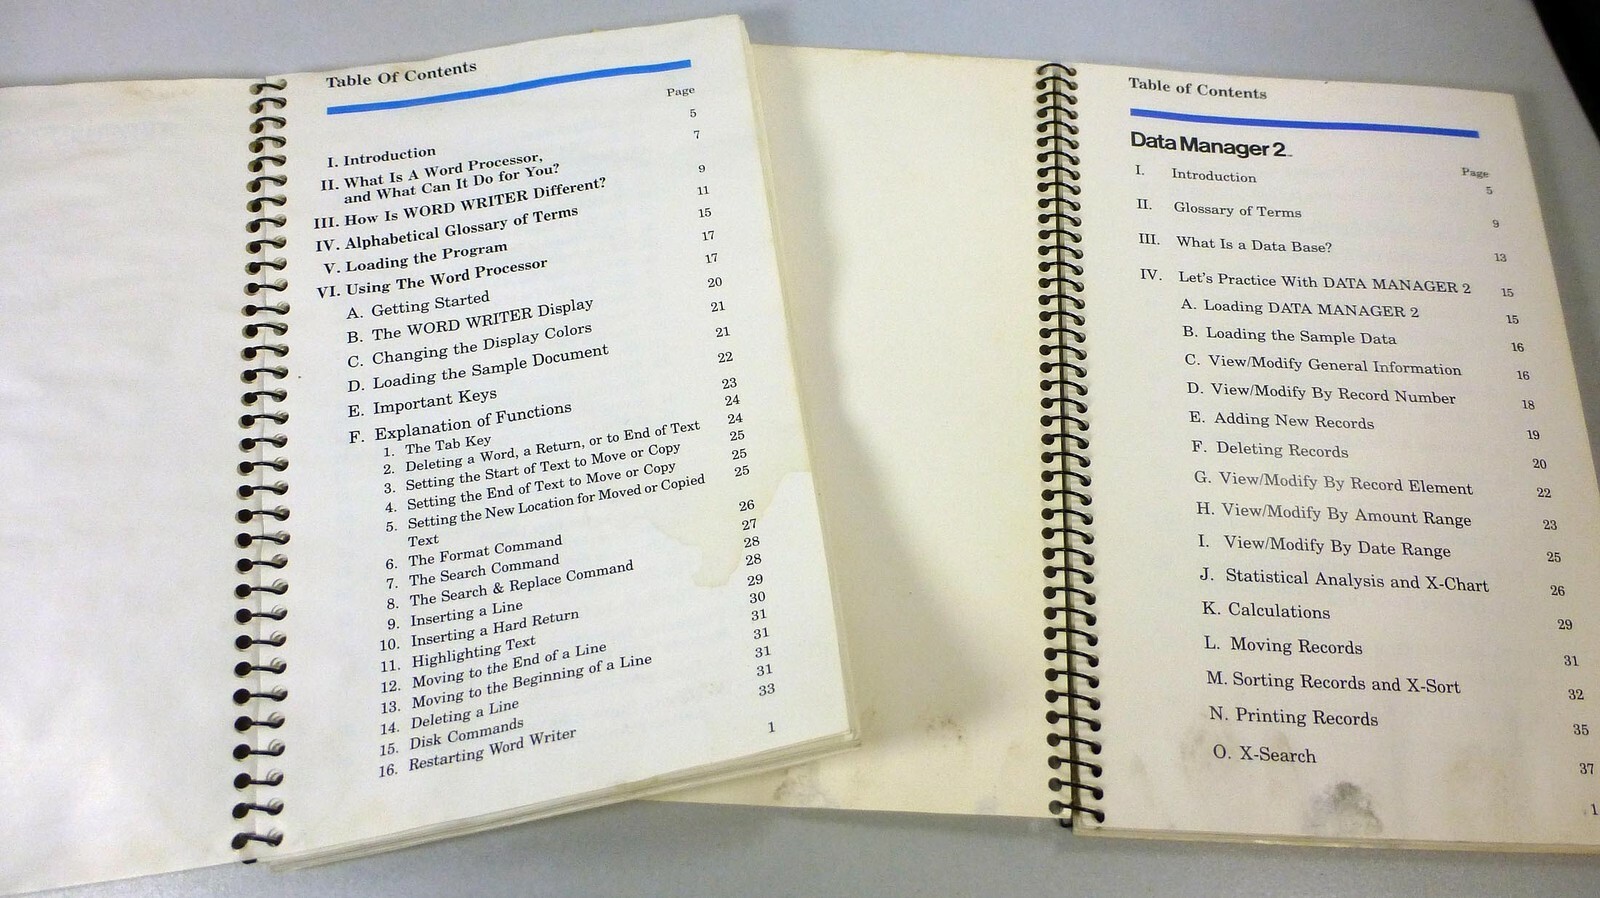 Table Of Contents
Page
I. Introduction 5
II. What Is A Word Processor,
and What Can It Do for You? 7
III. How Is WORD WRITER Different? 9
IV. Alphabetical Glossary of Terms 11
V. Loading the Program 15
VI. Using The Word Processor 17
A. Getting Started 17
B. The WORD WRITER Display 20
C. Changing the Display Colors 21
D. Loading the Sample Document 21
E. Important Keys 22
F. Explanation of Functions 23
1. The Tab Key 24
2. Deleting a Word, a Return, or to End of Text 24
3. Setting the Start of Text to Move or Copy 25
4. Setting the End of Text to Move or Copy 25
5. Setting the New Location for Moved or Copied
Text 25
6. The Format Command 26
7. The Search Command 27
8. The Search & Replace Command 28
9. Inserting a Line 28
10. Inserting a Hard Return 29
11. Highlighting Text 30
12. Moving to the End of a Line 31
13. Moving to the Beginning of a Line 31
14. Deleting a Line 31
15. Disk Commands 31
16. Restarting Word Writer 33
1
Table of Contents
Data Manager 2™
Page
I. Introduction 5
II. Glossary of Terms 9
III. What Is a Data Base? 13
IV. Let's Practice With DATA MANAGER 2 15
A. Loading DATA MANAGER 2 15
B. Loading the Sample Data 16
C. View/Modify General Information 16
D. View/Modify By Record Number 18
E. Adding New Records 19
F. Deleting Records 20
G. View/Modify By Record Element 22
H. View/Modify By Amount Range 23
I. View/Modify By Date Range 25
J. Statistical Analysis and X-Chart 26
K. Calculations 29
L. Moving Records 31
M. Sorting Records and X-Sort 32
N. Printing Records 35
O. X-Search 37
1